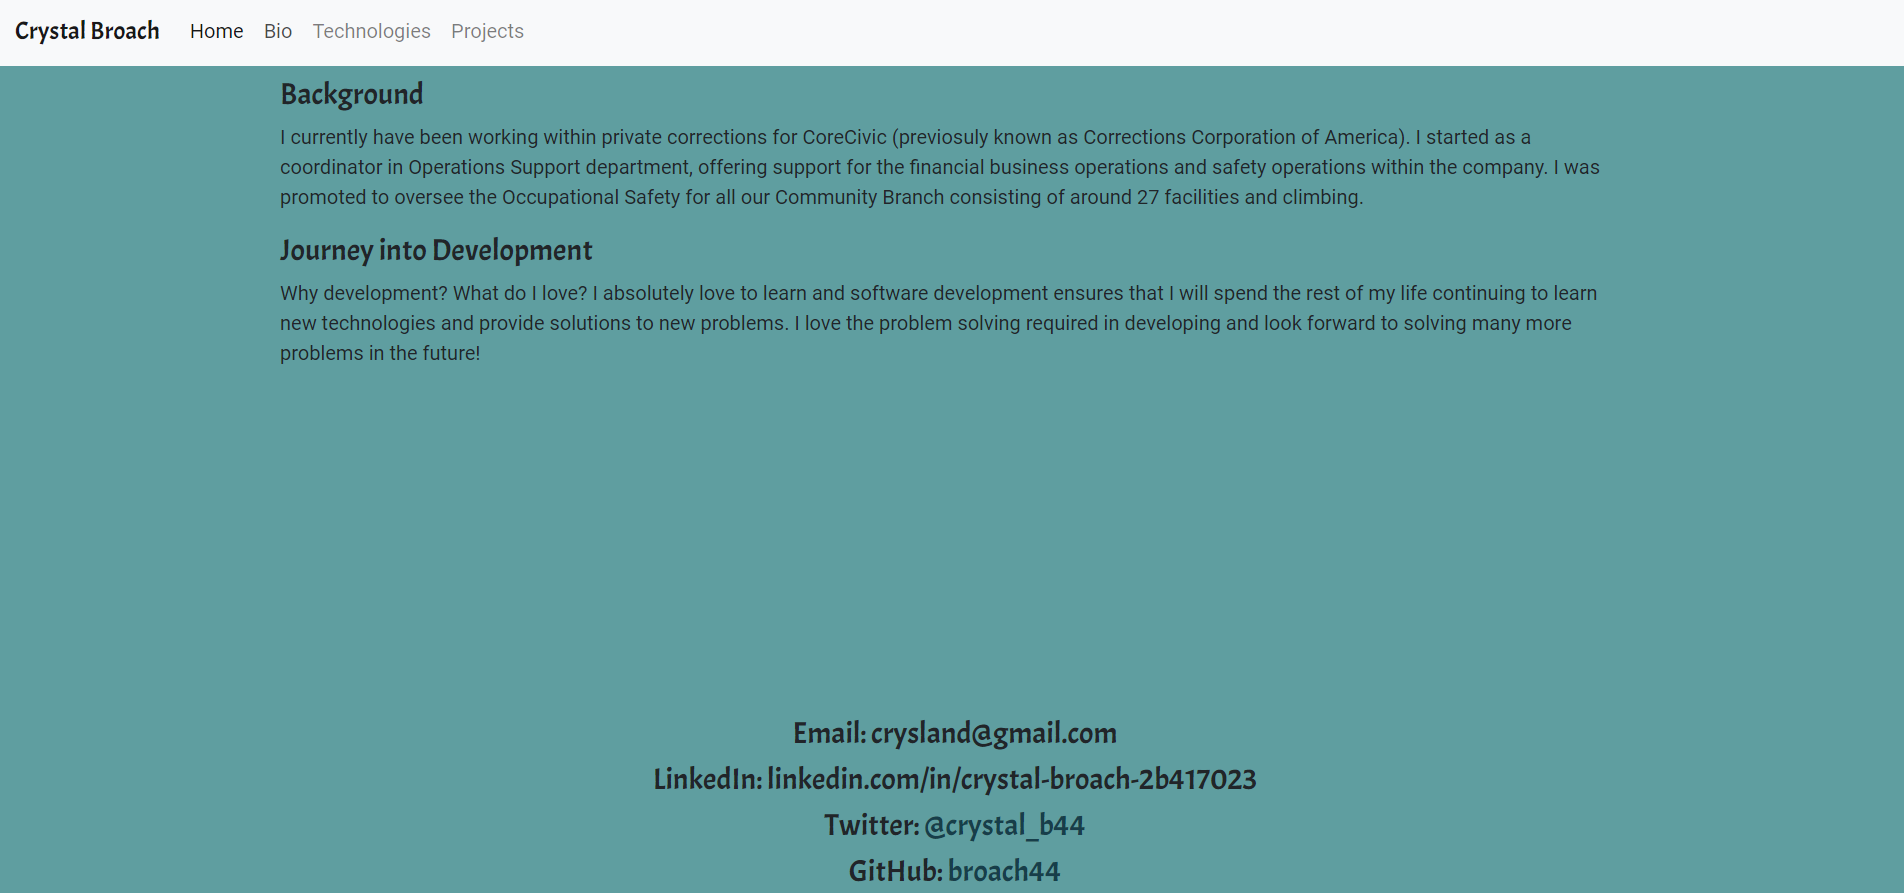 Crystal Broach Home Bio Technologies Projects
Background
I currently have been working within private corrections for CoreCivic (previosuly known as Corrections Corporation of America). I started as a
coordinator in Operations Support department, offering support for the financial business operations and safety operations within the company. I was
promoted to oversee the Occupational Safety for all our Community Branch consisting of around 27 facilities and climbing.
Journey into Development
Why development? What do I love? I absolutely love to learn and software development ensures that I will spend the rest of my life continuing to learn
new technologies and provide solutions to new problems. I love the problem solving required in developing and look forward to solving many more
problems in the future!
Email: crysland@gmail.com
LinkedIn: linkedin.com/in/crystal-broach-2b417023
Twitter: @crystal_b44
GitHub: broach44